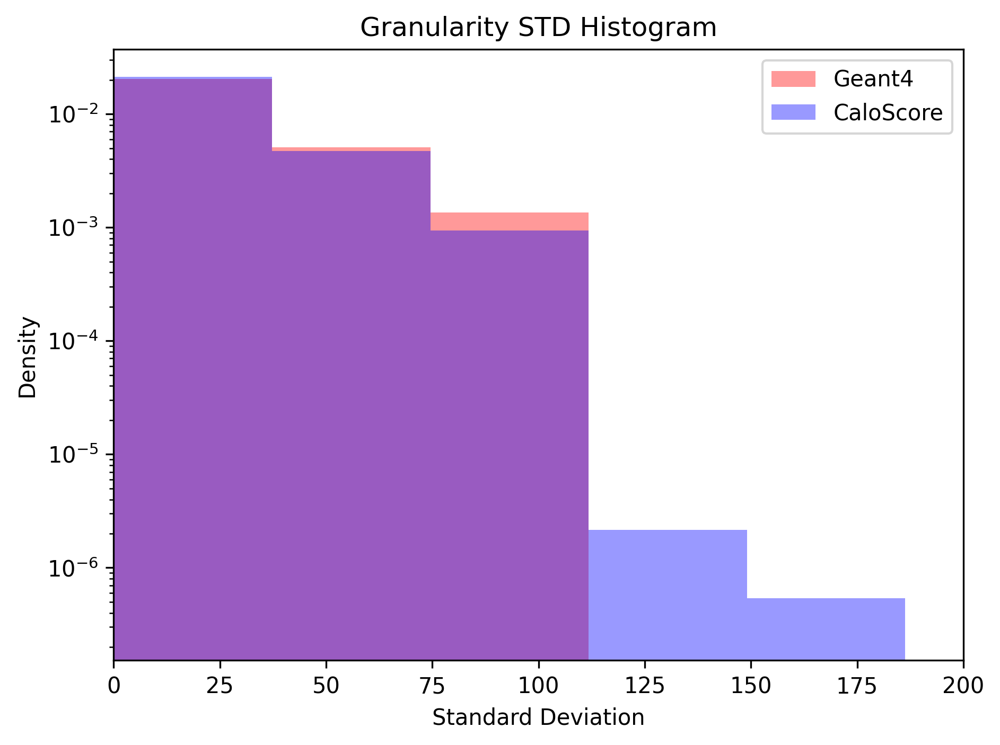 Granularity STD Histogram
Geant4
CaloScore
10⁻²
10⁻³
10⁻⁴
10⁻⁵
10⁻⁶
Density
0 25 50 75 100 125 150 175 200
Standard Deviation